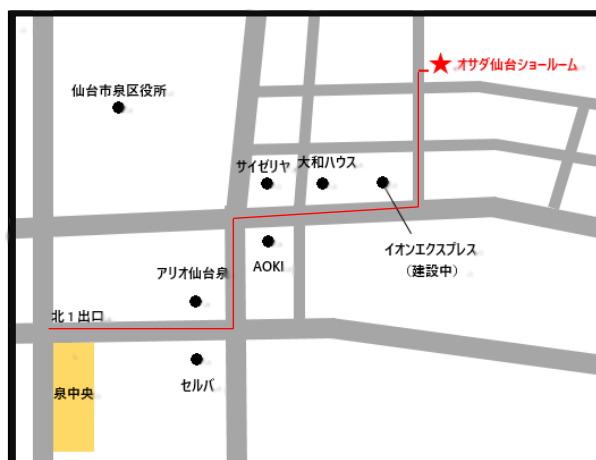 オサダ仙台ショールーム
仙台市泉区役所
サイゼリヤ
大和ハウス
イオンエクスプレス
（建設中）
AOKI
アリオ仙台泉
北１出口
セルバ
泉中央